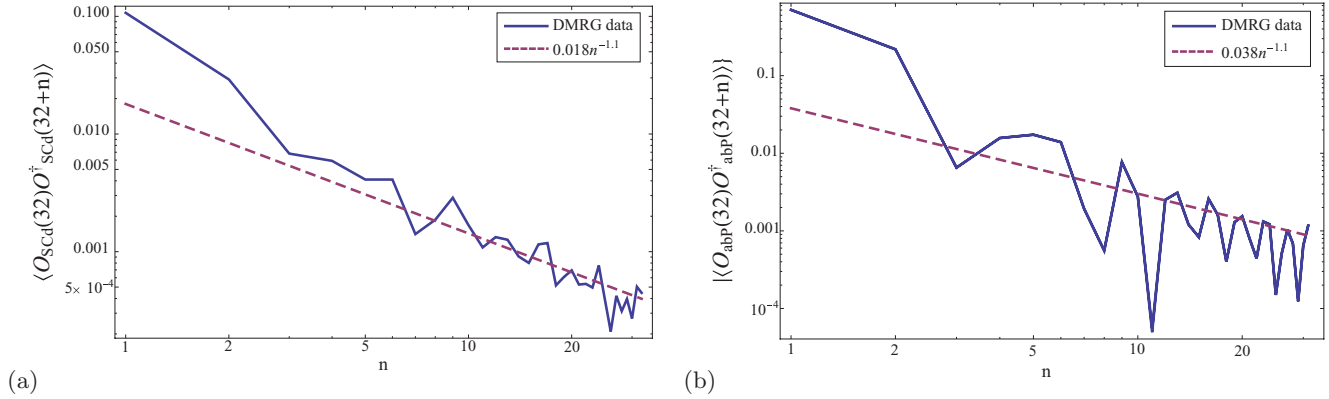 0.100
0.050
0.010
0.005
0.001
5× 10⁻⁴
⟨O_SCd(32)O†_SCd(32+n)⟩
DMRG data
0.018n^−1.1
1
2
5
10
20
n
(a)
0.1
0.01
0.001
10⁻⁴
|⟨O_abP(32)O†_abP(32+n)⟩}
DMRG data
0.038n^−1.1
1
2
5
10
20
n
(b)